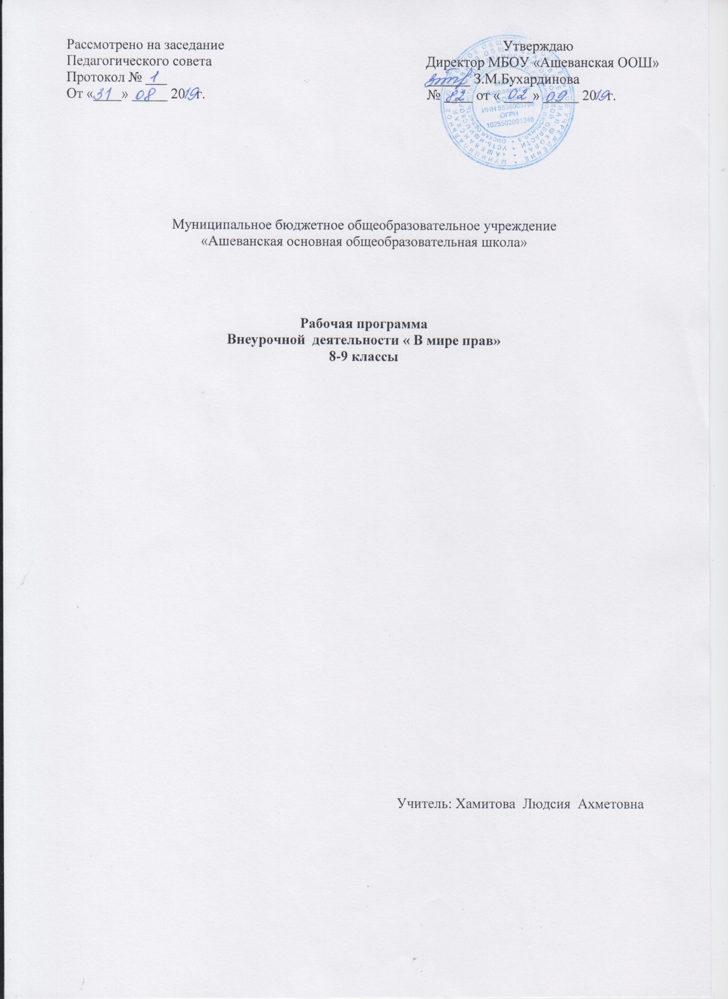 Рассмотрено на заседание
Педагогического совета
Протокол № 1
От «31» 08 2019г.
Утверждаю
Директор МБОУ «Ашеванская ООШ»
З.М.Бухардинова
№ 82 от « 02 » 09 2019г.
ИНН 5538003706
ОГРН
1025502091346
Муниципальное бюджетное общеобразовательное учреждение
«Ашеванская основная общеобразовательная школа»
Рабочая программа
Внеурочной деятельности « В мире прав»
8-9 классы
Учитель: Хамитова Людсия Ахметовна